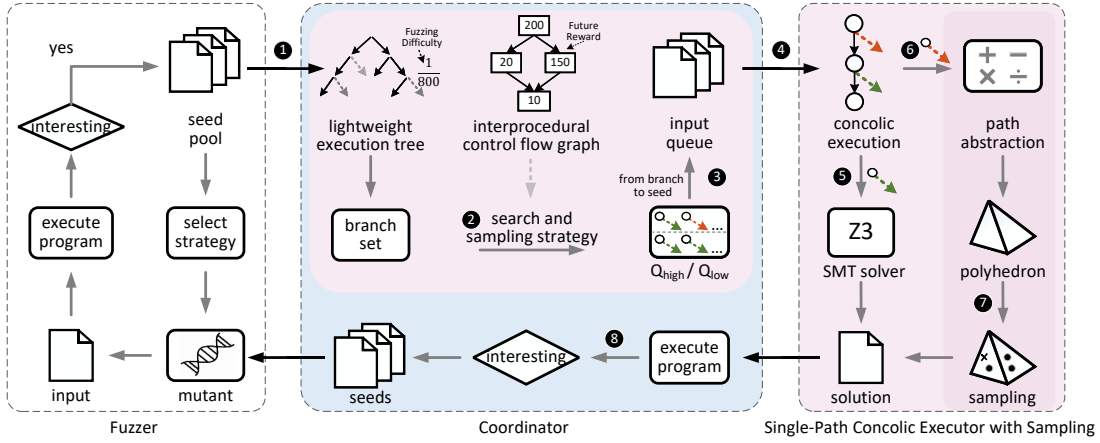 yes
interesting
seed
pool
execute
program
select
strategy
input
mutant
Fuzzer
1
Fuzzing
Difficulty
1
800
lightweight
execution tree
branch
set
200
Future
Reward
20
150
10
interprocedural
control flow graph
2
search and
sampling strategy
input
queue
from branch
to seed
3
...
...
Qhigh / Qlow
seeds
interesting
8
execute
program
Coordinator
4
concolic
execution
5
Z3
SMT solver
solution
6
+ −
× ÷
path
abstraction
polyhedron
7
sampling
Single-Path Concolic Executor with Sampling